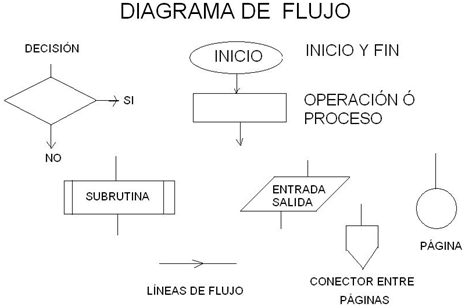 DIAGRAMA DE FLUJO
DECISIÓN
SI
NO
INICIO
INICIO Y FIN
OPERACIÓN Ó
PROCESO
SUBRUTINA
ENTRADA
SALIDA
PÁGINA
LÍNEAS DE FLUJO
CONECTOR ENTRE
PÁGINAS